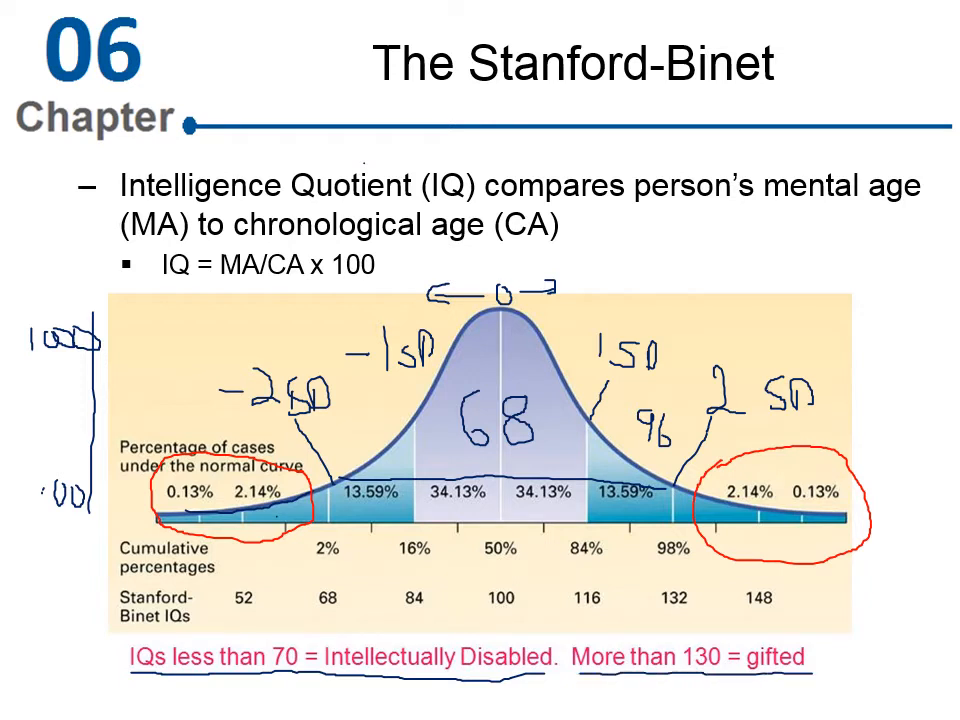 06
Chapter
The Stanford-Binet
– Intelligence Quotient (IQ) compares person’s mental age
(MA) to chronological age (CA)
▪ IQ = MA/CA x 100
0
-1SD
1SD
-2SD
2 SD
68
96
Percentage of cases
under the normal curve
0.13% 2.14% 13.59% 34.13% 34.13% 13.59% 2.14% 0.13%
Cumulative
percentages
2% 16% 50% 84% 98%
Stanford-
Binet IQs
52 68 84 100 116 132 148
IQs less than 70 = Intellectually Disabled. More than 130 = gifted